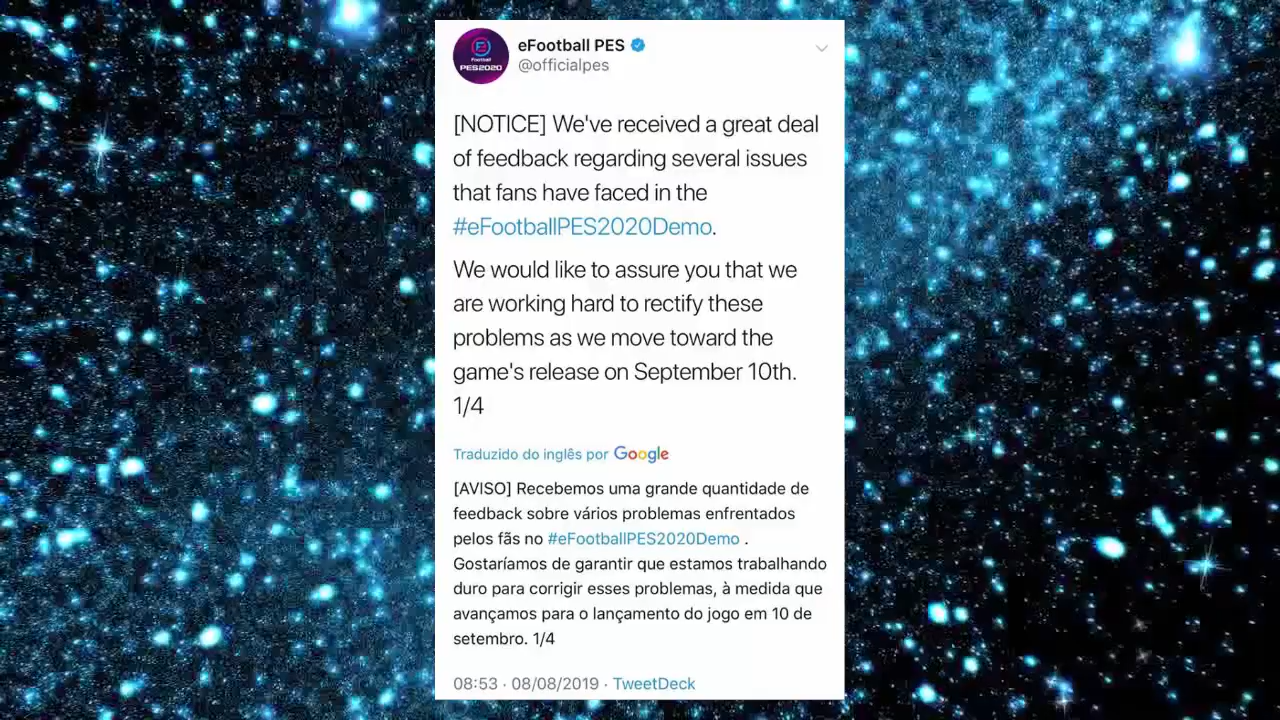 eFootball PES
@officialpes
Football
PES2020
[NOTICE] We've received a great deal
of feedback regarding several issues
that fans have faced in the
#eFootballPES2020Demo.
We would like to assure you that we
are working hard to rectify these
problems as we move toward the
game's release on September 10th.
1/4
Traduzido do inglês por Google
[AVISO] Recebemos uma grande quantidade de
feedback sobre vários problemas enfrentados
pelos fãs no #eFootballPES2020Demo .
Gostaríamos de garantir que estamos trabalhando
duro para corrigir esses problemas, à medida que
avançamos para o lançamento do jogo em 10 de
setembro. 1/4
08:53 · 08/08/2019 · TweetDeck